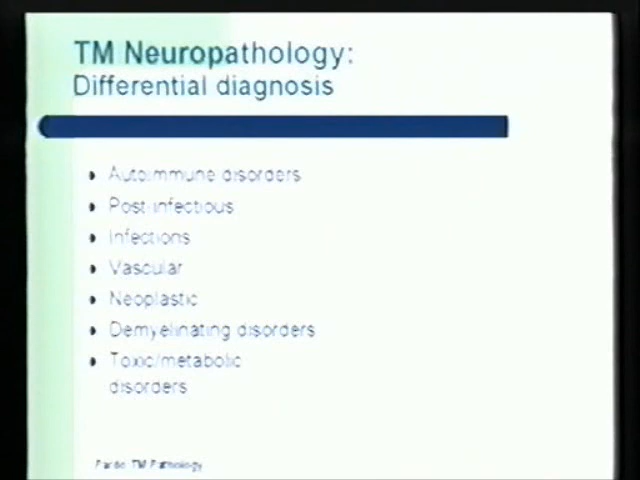 TM Neuropathology:
Differential diagnosis
Autoimmune disorders
Post-infectious
Infections
Vascular
Neoplastic
Demyelinating disorders
Toxic/metabolic
disorders
Pardo TM Pathology